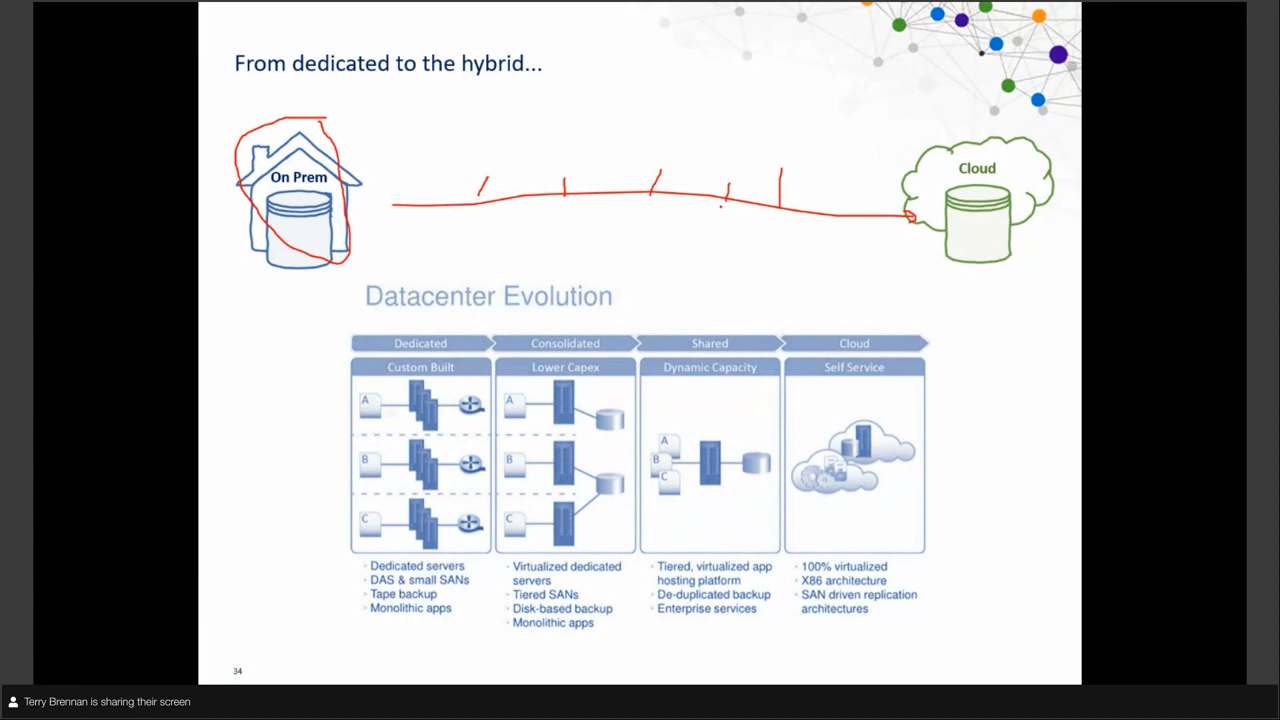 From dedicated to the hybrid...
On Prem
Cloud
Datacenter Evolution
Dedicated
Consolidated
Shared
Cloud
Custom Built
Lower Capex
Dynamic Capacity
Self Service
A
B
C
A
B
C
A
B
C
· Dedicated servers
· DAS & small SANs
· Tape backup
· Monolithic apps
· Virtualized dedicated
servers
· Tiered SANs
· Disk-based backup
· Monolithic apps
· Tiered, virtualized app
hosting platform
· De-duplicated backup
· Enterprise services
· 100% virtualized
· X86 architecture
· SAN driven replication
architectures
34
Terry Brennan is sharing their screen